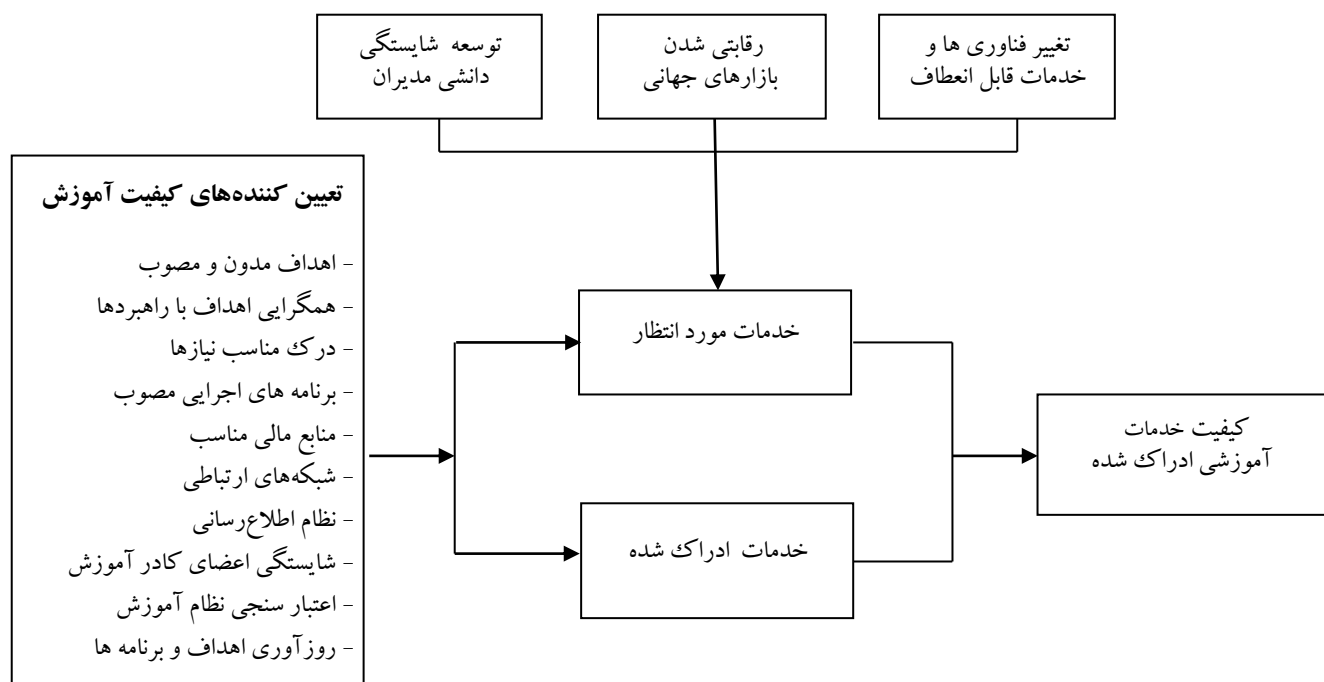 تغییر فناوری ها و
خدمات قابل انعطاف
رقابتی شدن
بازارهای جهانی
توسعه شایستگی
دانشی مدیران
تعیین کننده‌های کیفیت آموزش
- اهداف مدون و مصوب
- همگرایی اهداف با راهبردها
- درک مناسب نیازها
- برنامه های اجرایی مصوب
- منابع مالی مناسب
- شبکه‌های ارتباطی
- نظام اطلاع‌رسانی
- شایستگی اعضای کادر آموزش
- اعتبار سنجی نظام آموزش
- روزآوری اهداف و برنامه ها
خدمات مورد انتظار
خدمات ادراک شده
کیفیت خدمات
آموزشی ادراک شده